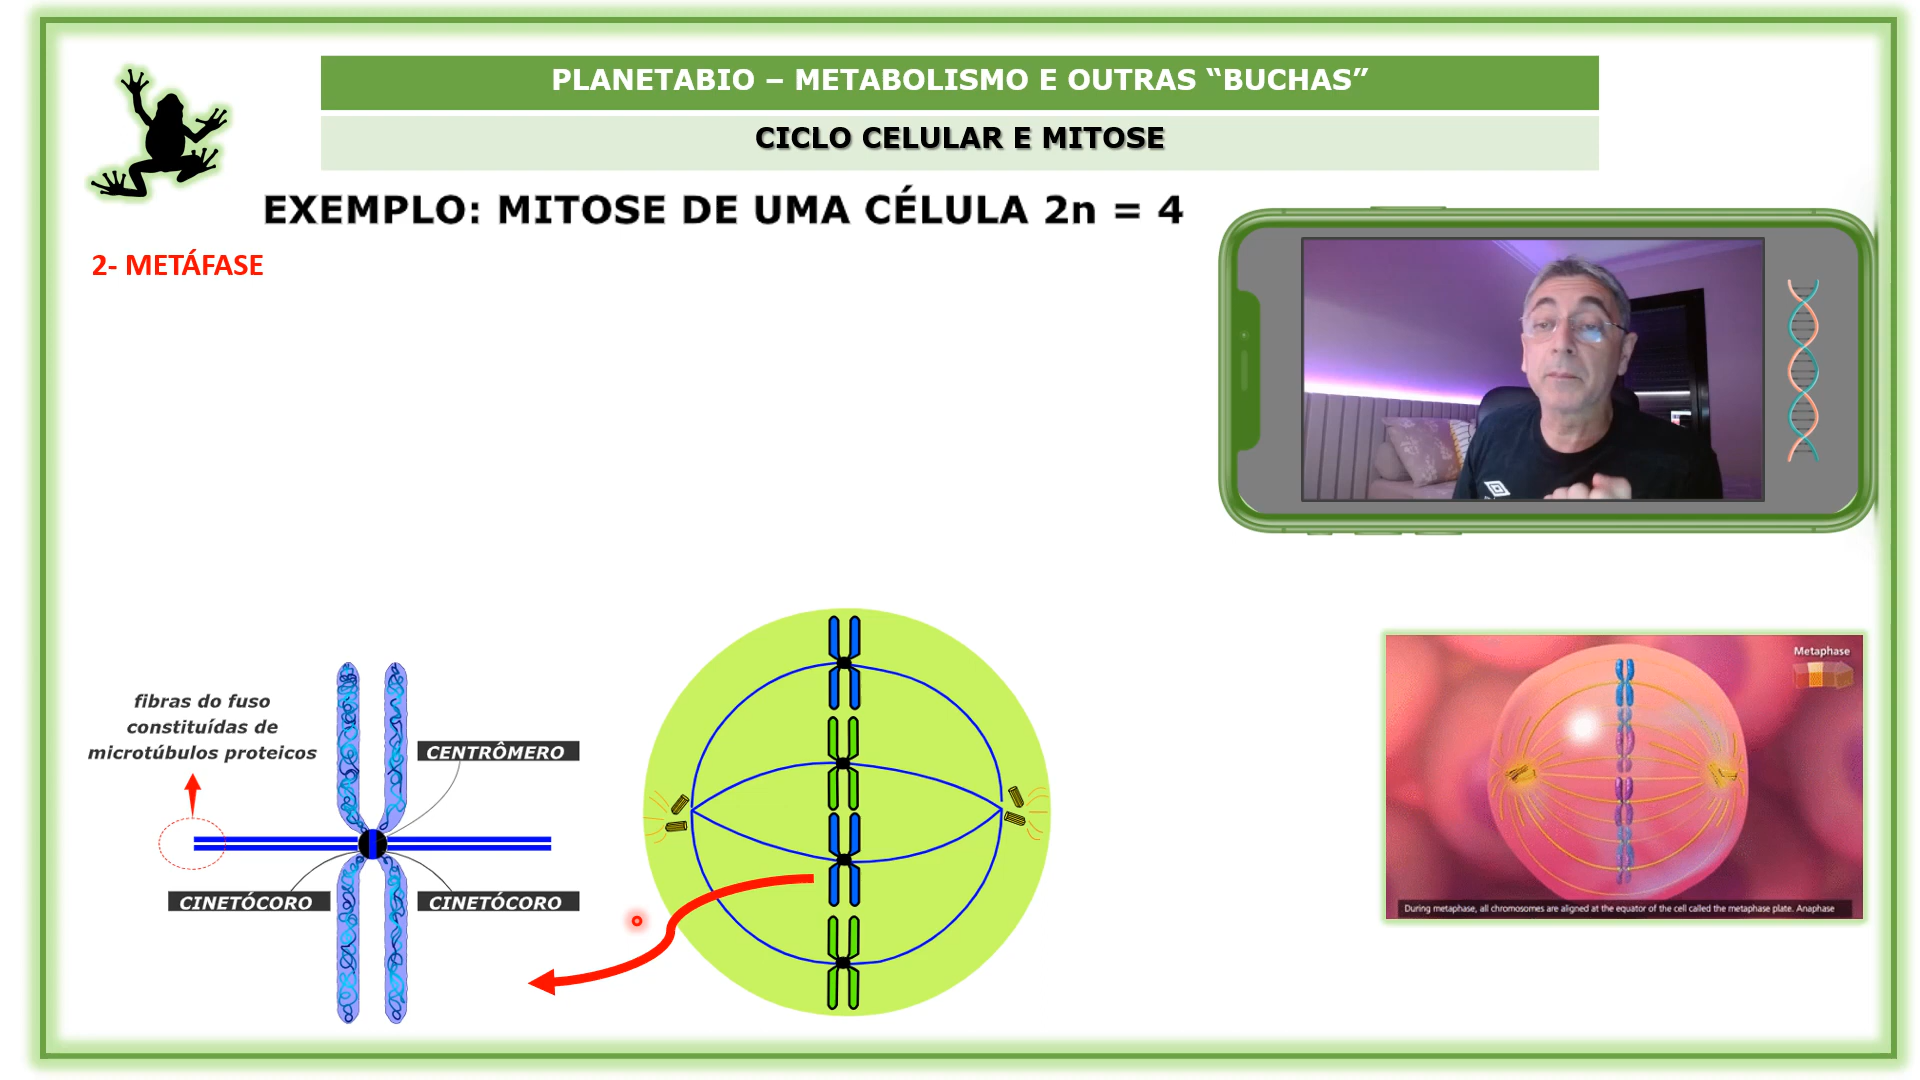 PLANETABIO – METABOLISMO E OUTRAS “BUCHAS”
CICLO CELULAR E MITOSE
EXEMPLO: MITOSE DE UMA CÉLULA 2n = 4
2- METÁFASE
fibras do fuso
constituídas de
microtúbulos proteicos
CENTRÔMERO
CINETÓCORO
CINETÓCORO
Metaphase
During metaphase, all chromosomes are aligned at the equator of the cell called the metaphase plate. Anaphase